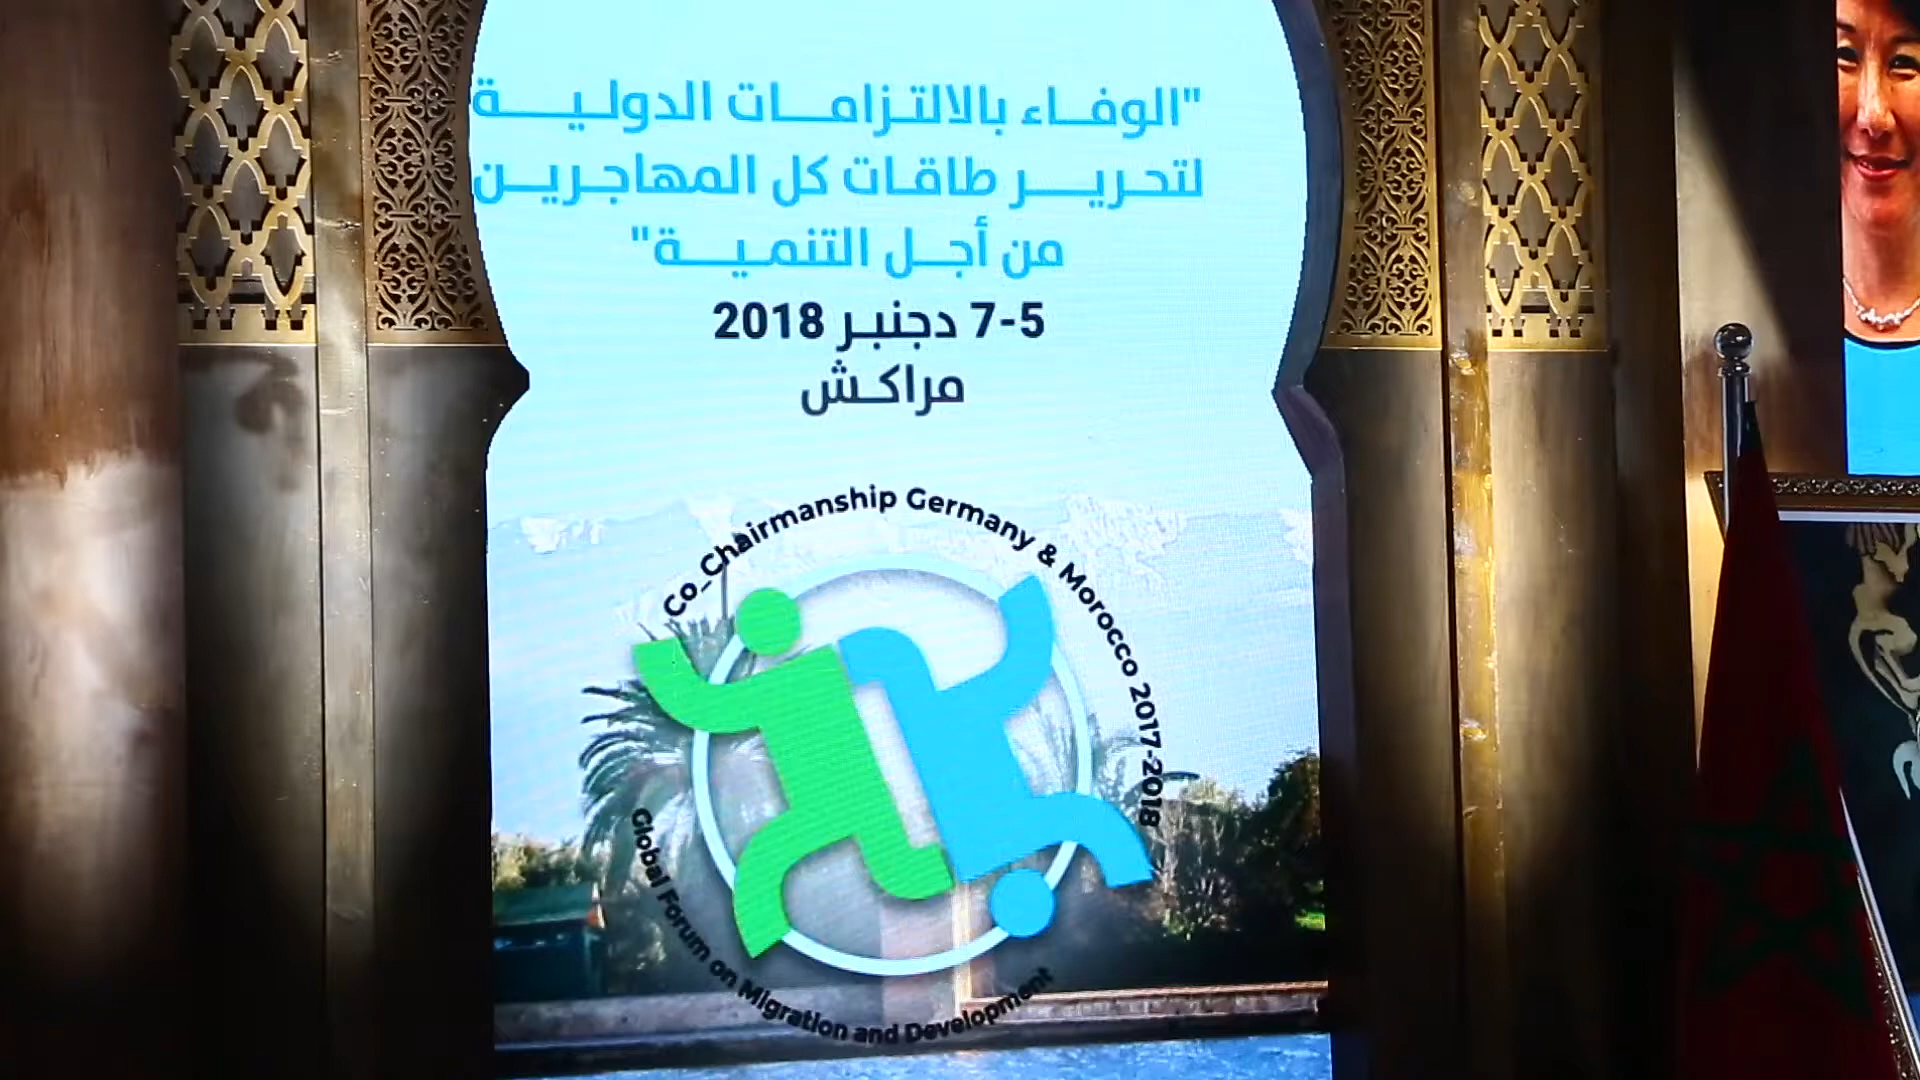 "الوفاء بالالتزامات الدولية
لتحرير طاقات كل المهاجرين
من أجل التنمية"
5-7 دجنبر 2018
مراكش
Co_Chairmanship Germany & Morocco 2017-2018
Global Forum on Migration and Development